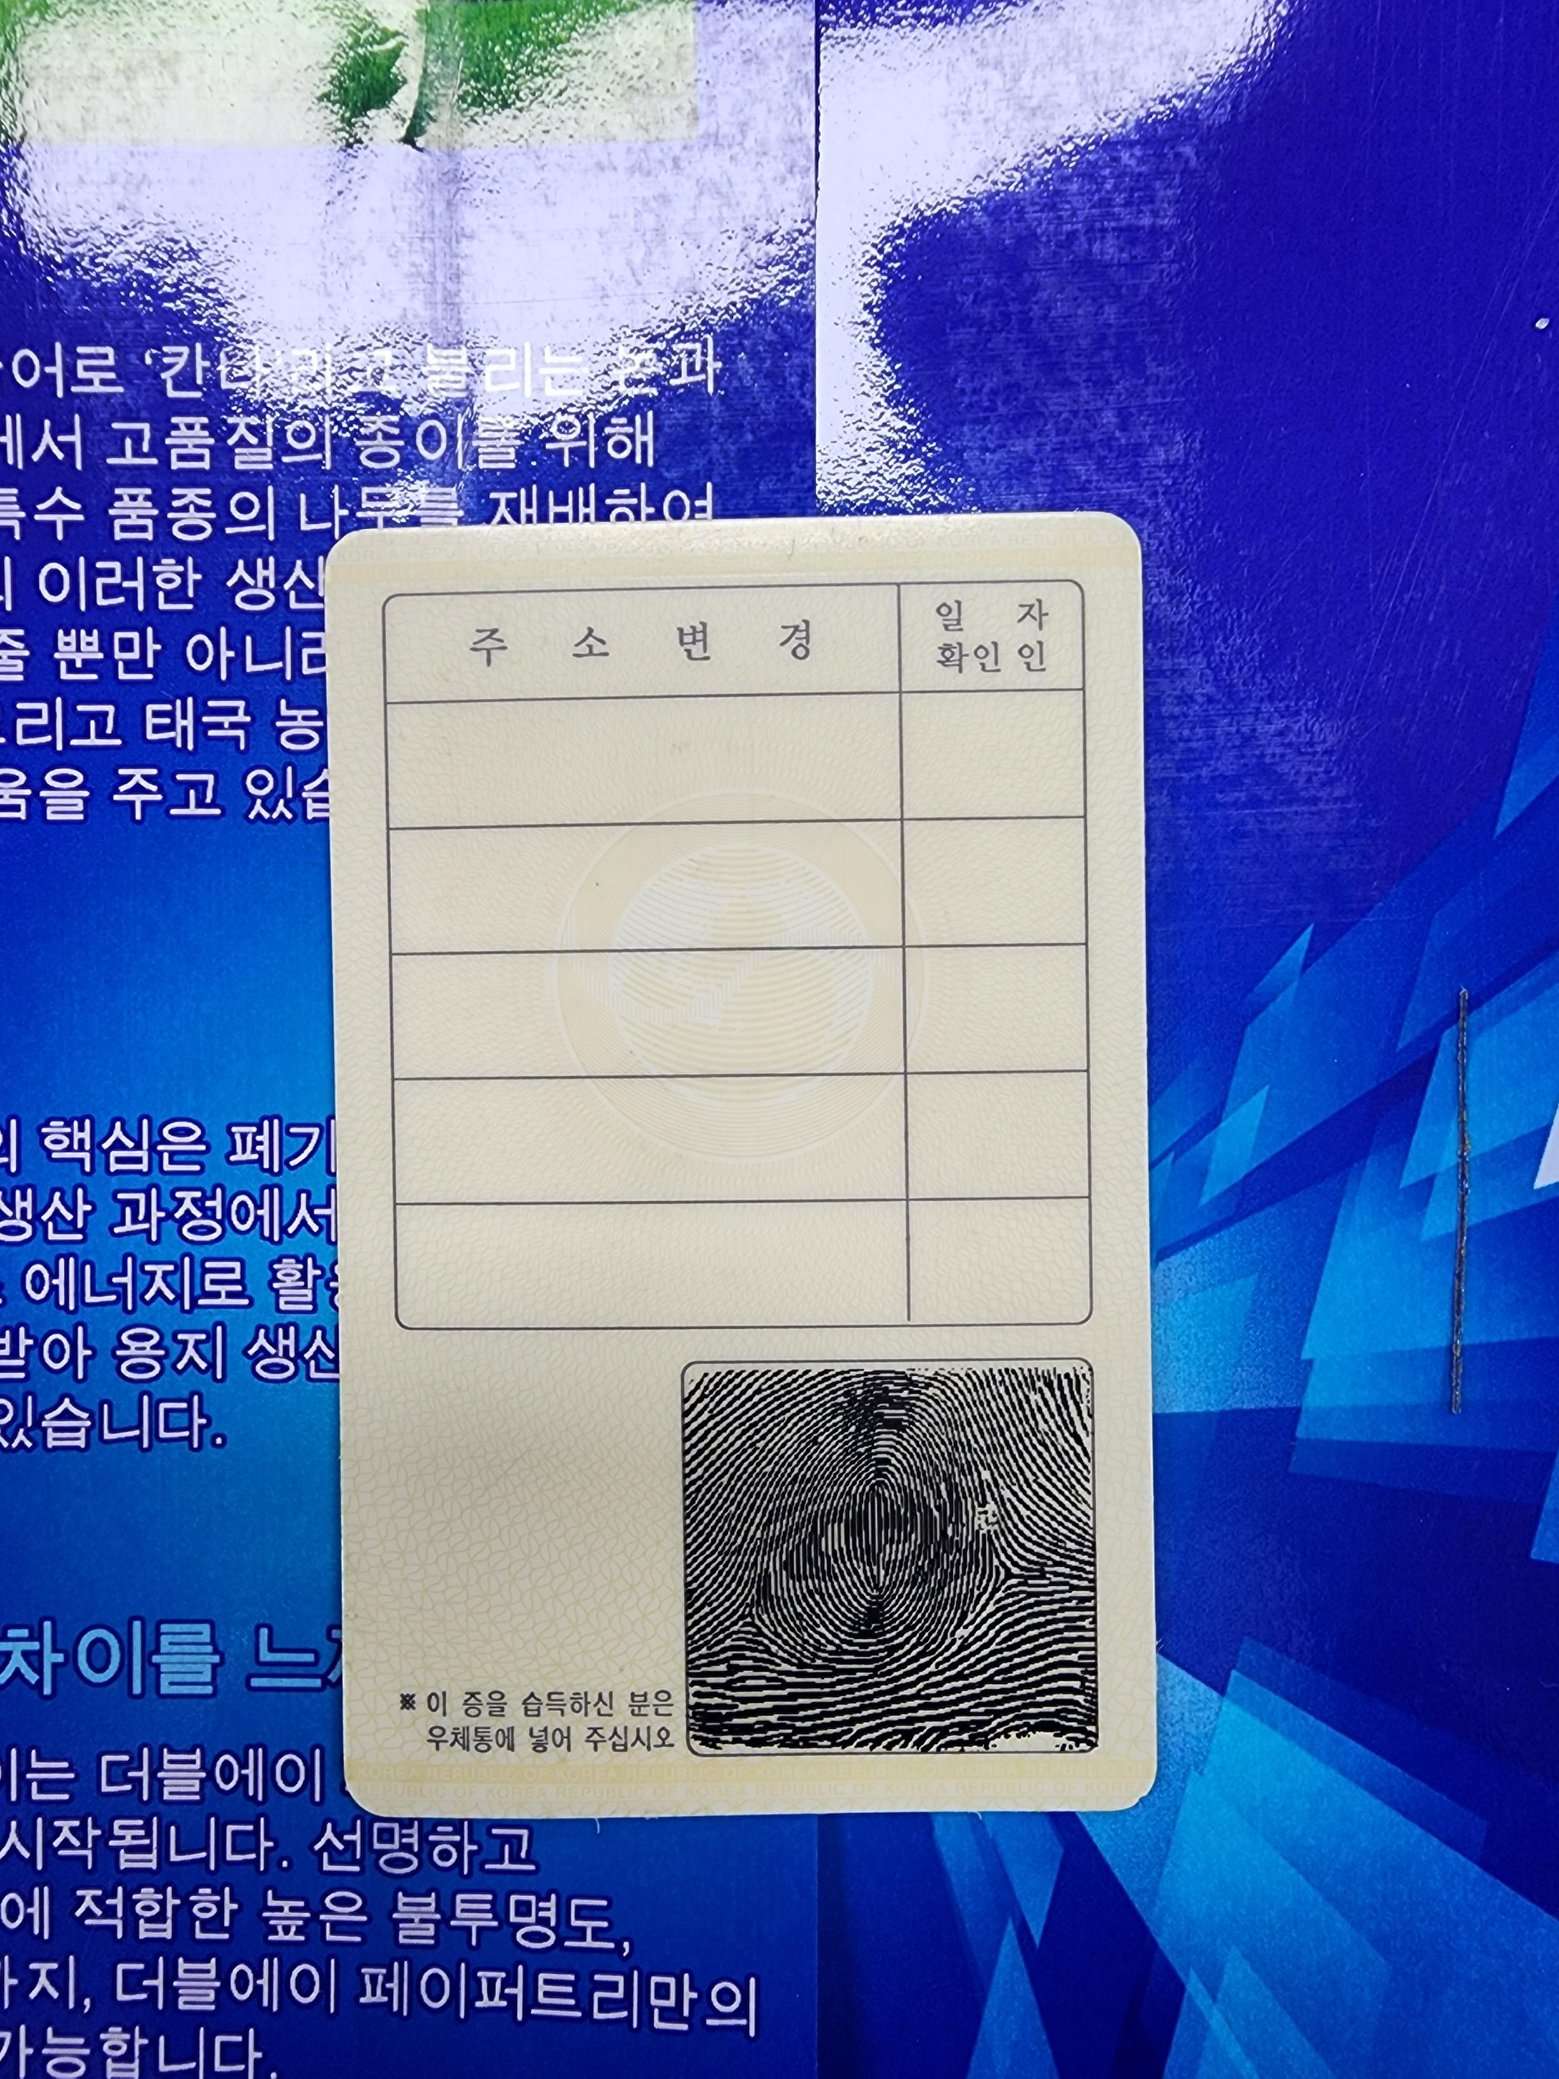 어로 '칸나'라고 불리는 논과
에서 고품질의 종이를 위해
특수 품종의 나무를 재배하여
이러한 생산
줄 뿐만 아니라
그리고 태국 농
움을 주고 있습
주 소 변 경
일 자
확인 인
의 핵심은 폐기
생산 과정에서
에너지로 활용
받아 용지 생산
있습니다.
차이를 느끼
※ 이 증을 습득하신 분은
우체통에 넣어 주십시오
KOREA REPUBLIC OF KOREA
PUBLIC OF KOREA REPUBLIC OF KOREA
이는 더블에이
시작됩니다. 선명하고
에 적합한 높은 불투명도,
까지, 더블에이 페이퍼트리만의
가능합니다.